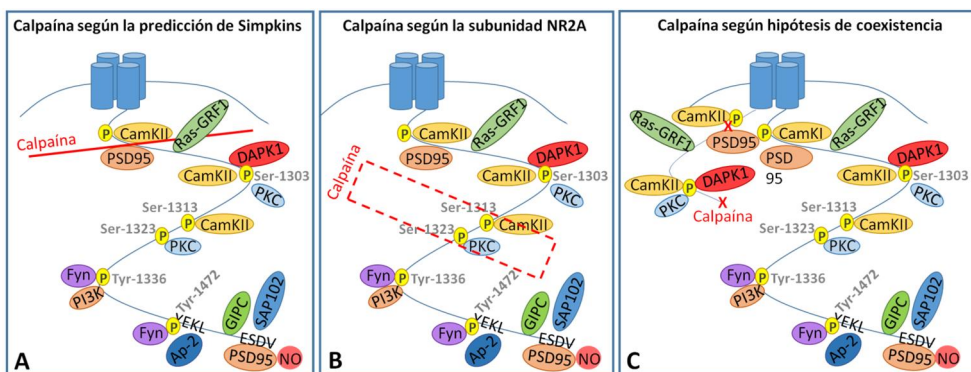 Calpaína según la predicción de Simpkins
P
CamKII
Ras-GRF1
Calpaína
PSD95
DAPK1
CamKII
P
Ser-1303
PKC
Ser-1313
P
CamKII
Ser-1323
P
PKC
Fyn
P
Tyr-1336
PI3K
Tyr-1472
GIPC
SAP102
YEKL
Fyn
P
Ap-2
ESDV
PSD95
NO
A
Calpaína según la subunidad NR2A
P
CamKII
Ras-GRF1
PSD95
DAPK1
Calpaína
CamKII
P
Ser-1303
PKC
Ser-1313
P
CamKII
Ser-1323
P
PKC
Fyn
P
Tyr-1336
PI3K
Tyr-1472
GIPC
SAP102
YEKL
Fyn
P
Ap-2
ESDV
PSD95
NO
B
Calpaína según hipótesis de coexistencia
CamKII
P
X
Ras-GRF1
PSD95
P
CamKI
Ras-GRF1
PSD
95
DAPK1
CamKII
P
DAPK1
PKC
X
Calpaína
CamKII
P
Ser-1303
PKC
Ser-1313
P
CamKII
Ser-1323
P
PKC
Fyn
P
Tyr-1336
PI3K
Tyr-1472
GIPC
SAP102
YEKL
Fyn
P
Ap-2
ESDV
PSD95
NO
C